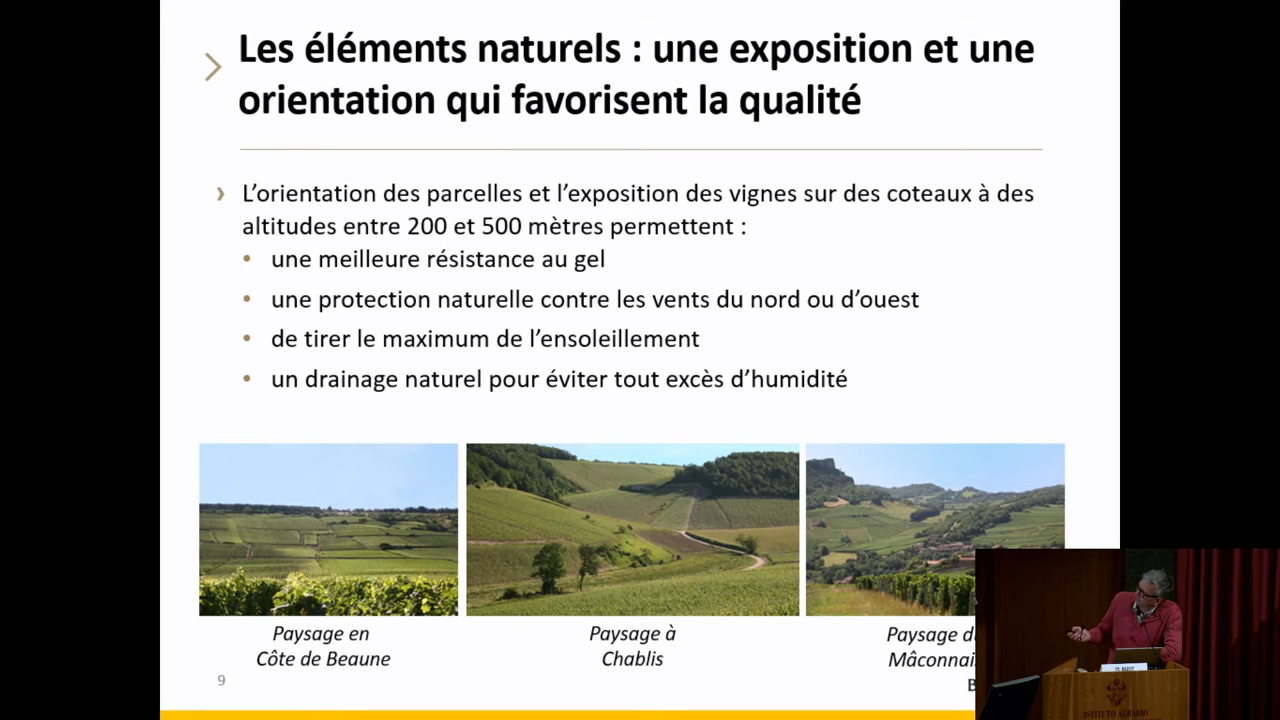 Les éléments naturels : une exposition et une
orientation qui favorisent la qualité
L’orientation des parcelles et l’exposition des vignes sur des coteaux à des
altitudes entre 200 et 500 mètres permettent :
une meilleure résistance au gel
une protection naturelle contre les vents du nord ou d’ouest
de tirer le maximum de l’ensoleillement
un drainage naturel pour éviter tout excès d’humidité
Paysage en
Côte de Beaune
Paysage à
Chablis
Paysage
9
ISTITUTO AGRARIO